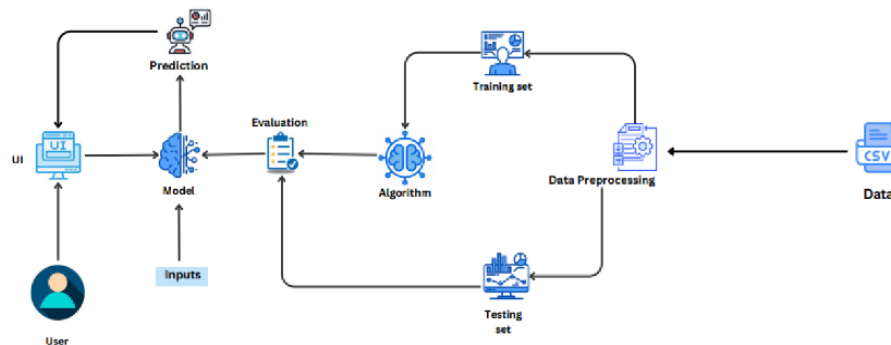 Prediction
Training set
Evaluation
UI
UI
Model
Algorithm
Data Preprocessing
CSV
Data
Inputs
Testing
set
User